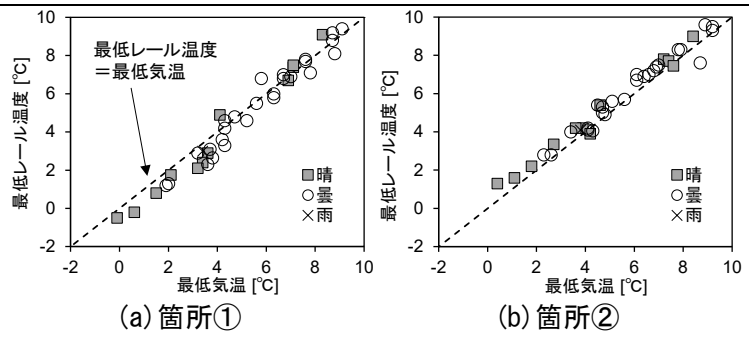 10
8
6
4
2
0
-2
最低レール温度 [℃]
最低レール温度
＝最低気温
■晴
○曇
×雨
-2 0 2 4 6 8 10
最低気温 [℃]
(a)箇所①
10
8
6
4
2
0
-2
最低レール温度 [℃]
■晴
○曇
×雨
-2 0 2 4 6 8 10
最低気温 [℃]
(b)箇所②